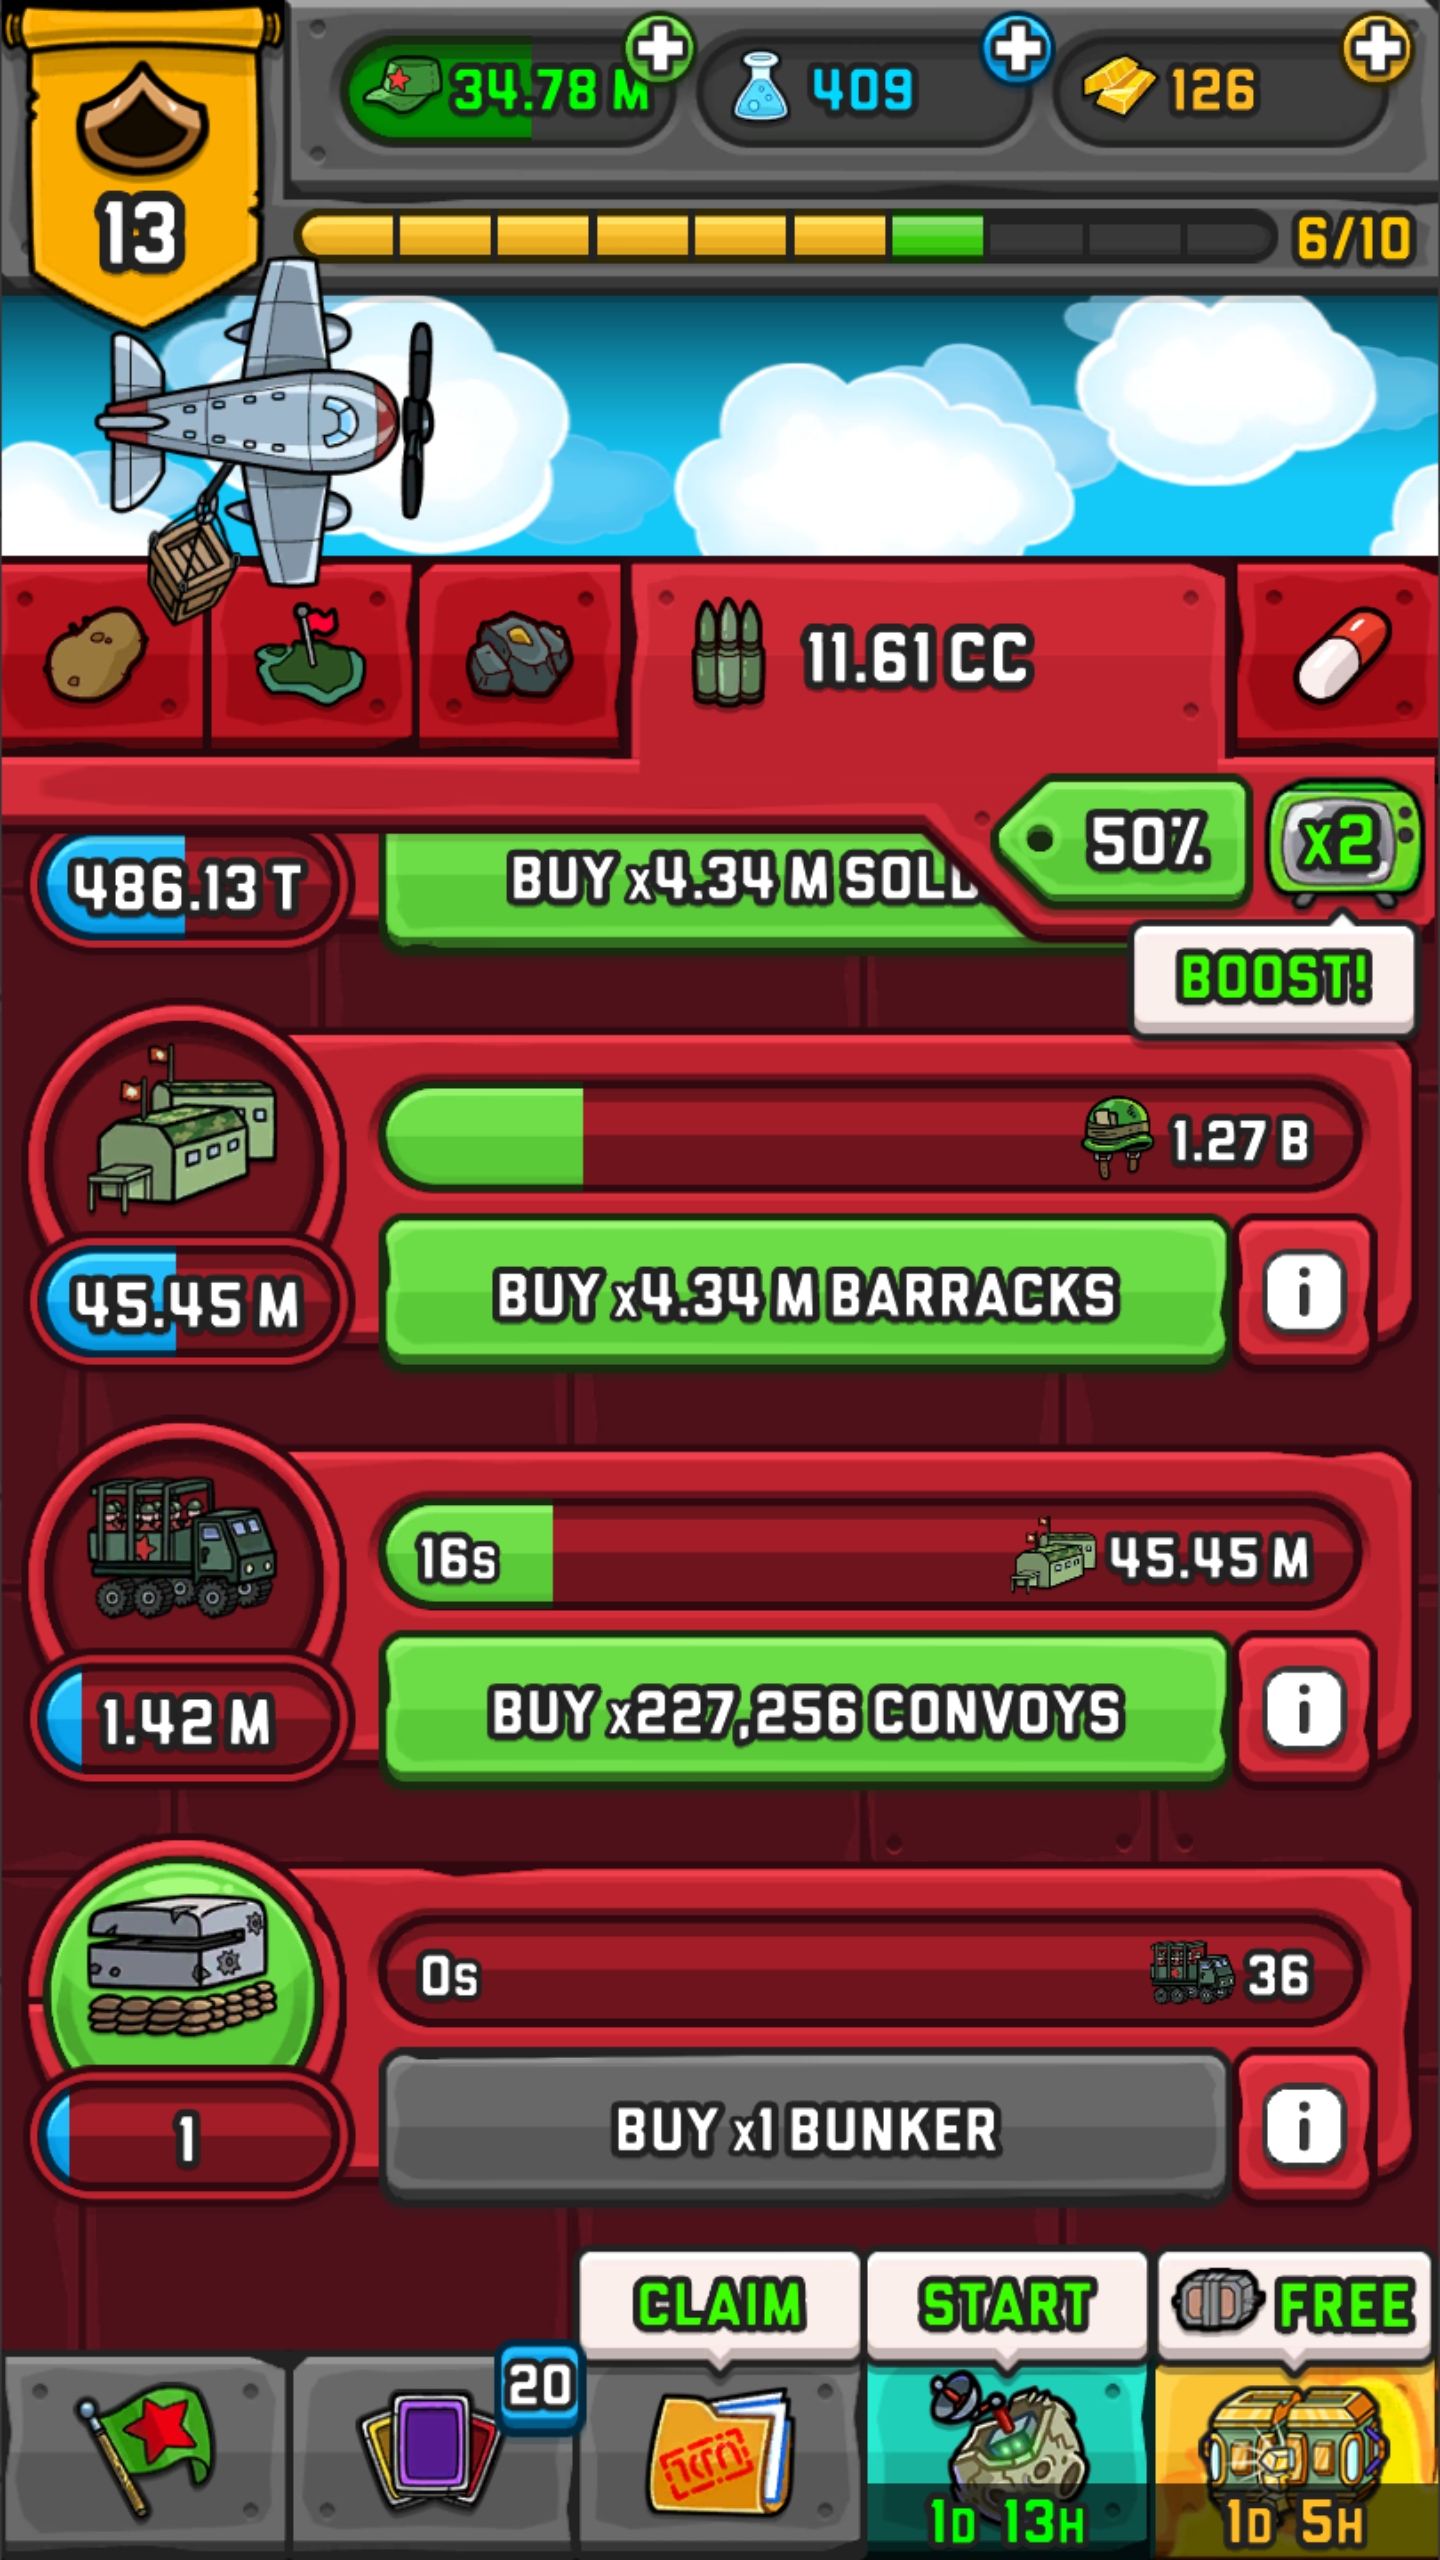 34.78 M
409
126
13
6/10
11.61 CC
50%
x2
486.13 T
BUY x4.34 M SOLD
BOOST!
1.27 B
45.45 M
BUY x4.34 M BARRACKS
16s
45.45 M
1.42 M
BUY x227,256 CONVOYS
0s
36
1
BUY x1 BUNKER
CLAIM
START
FREE
20
1D 13H
1D 5H